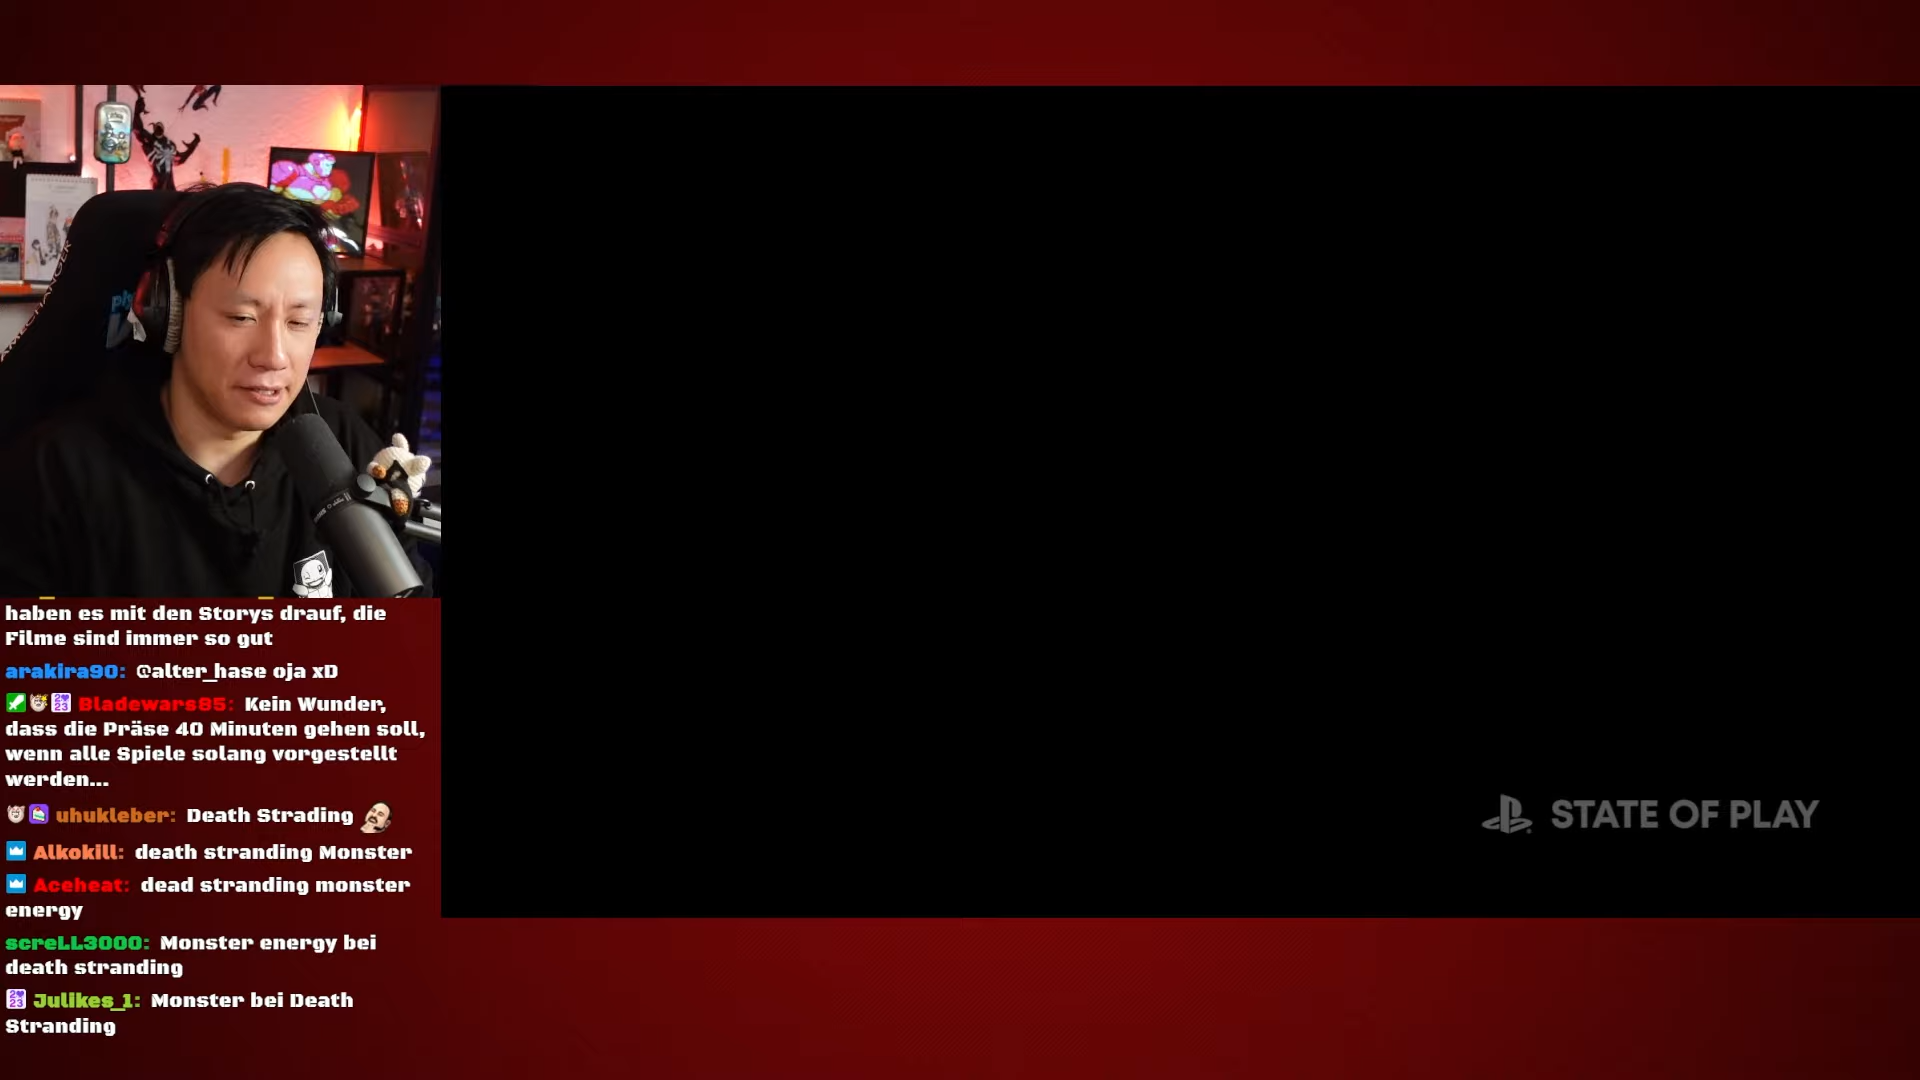 haben es mit den Storys drauf, die
Filme sind immer so gut
arakira90: @alter_hase oja xD
Bladewars85: Kein Wunder,
dass die Präse 40 Minuten gehen soll,
wenn alle Spiele solang vorgestellt
werden...
uhukleber: Death Strading
Alkokill: death stranding Monster
Aceheat: dead stranding monster
energy
screLL3000: Monster energy bei
death stranding
Julikes_1: Monster bei Death
Stranding
STATE OF PLAY